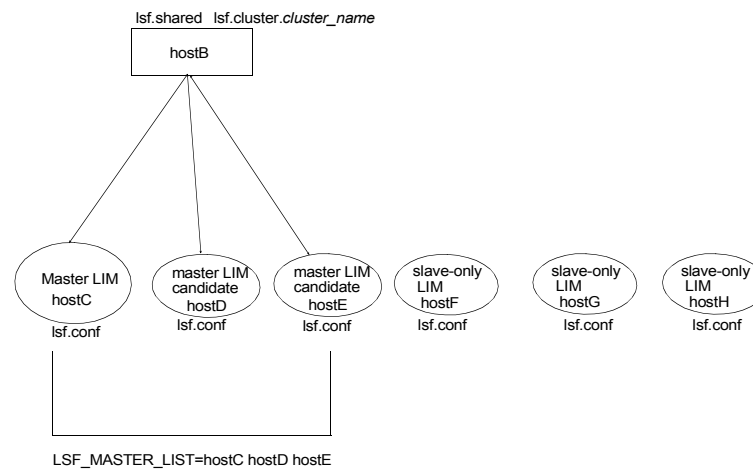 lsf.shared lsf.cluster.cluster_name
hostB
Master LIM
hostC
lsf.conf
master LIM
candidate
hostD
lsf.conf
master LIM
candidate
hostE
lsf.conf
slave-only
LIM
hostF
lsf.conf
slave-only
LIM
hostG
lsf.conf
slave-only
LIM
hostH
lsf.conf
LSF_MASTER_LIST=hostC hostD hostE